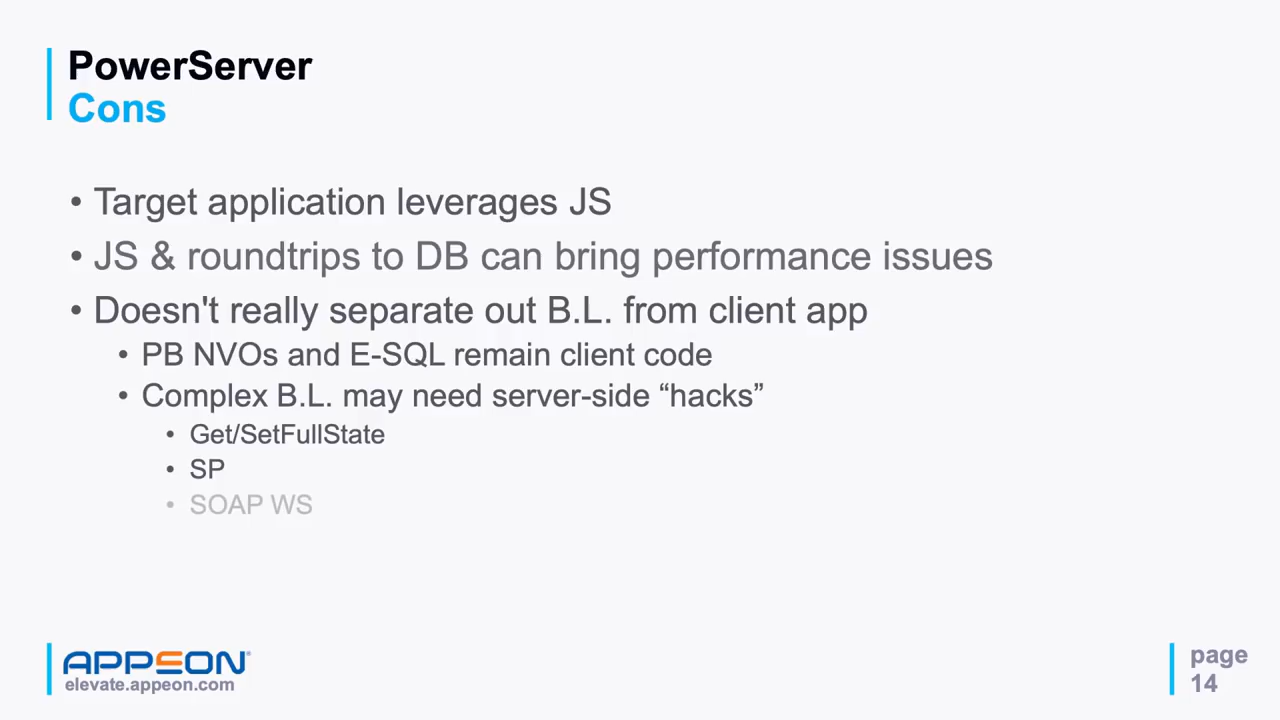 PowerServer
Cons
• Target application leverages JS
• JS & roundtrips to DB can bring performance issues
• Doesn't really separate out B.L. from client app
• PB NVOs and E-SQL remain client code
• Complex B.L. may need server-side “hacks”
• Get/SetFullState
• SP
• SOAP WS
APPEON®
elevate.appeon.com
page
14